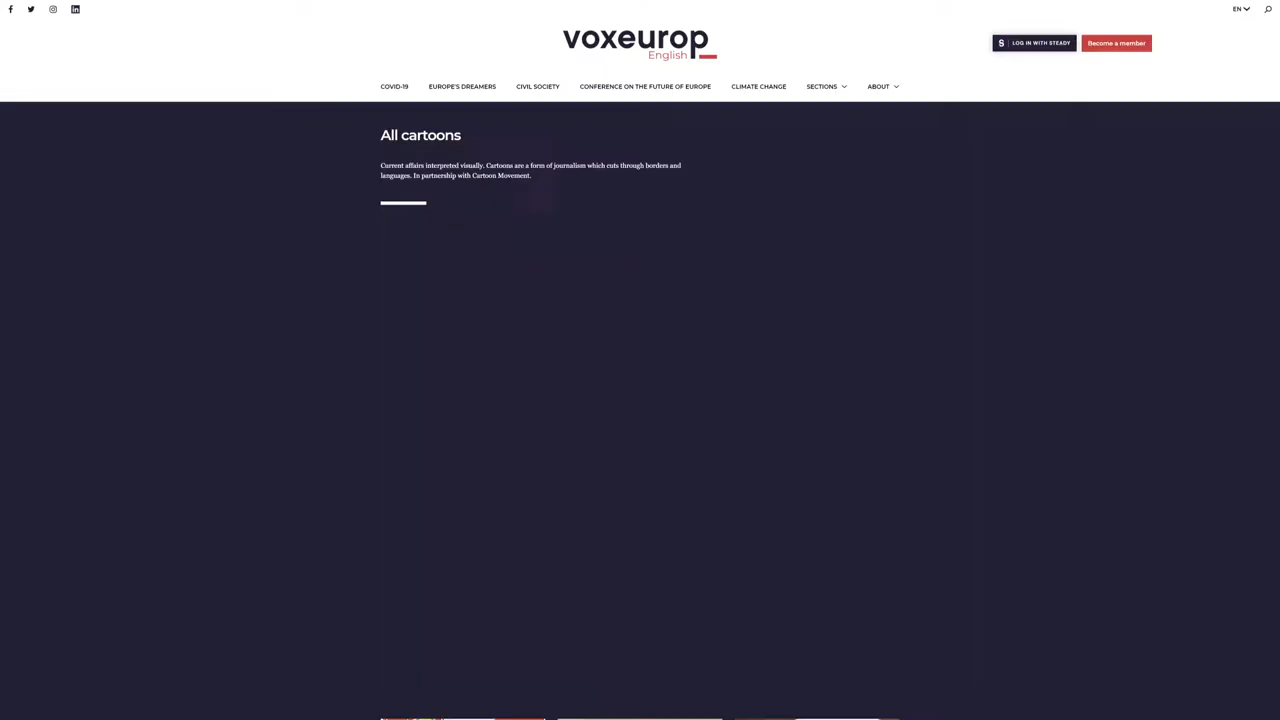 EN
voxeurop
English
LOG IN WITH STEADY
Become a member
COVID-19 EUROPE'S DREAMERS CIVIL SOCIETY CONFERENCE ON THE FUTURE OF EUROPE CLIMATE CHANGE SECTIONS ABOUT
All cartoons
Current affairs interpreted visually. Cartoons are a form of journalism which cuts through borders and
languages. In partnership with Cartoon Movement.